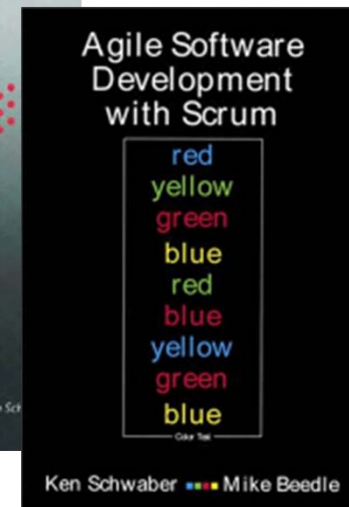 Agile Software
Development
with Scrum
red
yellow
green
blue
red
blue
yellow
green
blue
Color Test
Ken Schwaber Mike Beedle